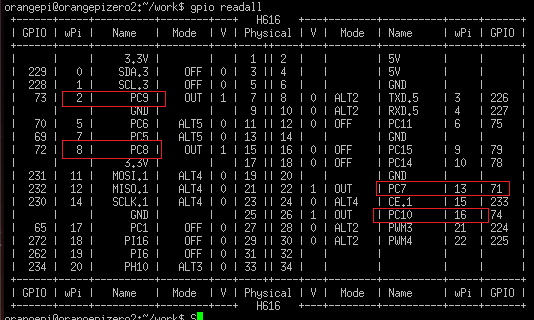 orangepi@orangepizero2:~/work$ gpio readall
+------+-----+----------+--------+---+   H616   +---+--------+----------+-----+------+
| GPIO | wPi |   Name   |  Mode  | V | Physical | V |  Mode  | Name     | wPi | GPIO |
+------+-----+----------+--------+---+----++----+---+--------+----------+-----+------+
|      |     |     3.3V |        |   |  1 || 2  |   |        | 5V       |     |      |
|  229 |   0 |    SDA.3 |    OFF | 0 |  3 || 4  |   |        | 5V       |     |      |
|  228 |   1 |    SCL.3 |    OFF | 0 |  5 || 6  |   |        | GND      |     |      |
|   73 |   2 |      PC9 |    OUT | 1 |  7 || 8  | 0 | ALT2   | TXD.5    | 3   | 226  |
|      |     |      GND |        |   |  9 || 10 | 0 | ALT2   | RXD.5    | 4   | 227  |
|   70 |   5 |      PC6 |   ALT5 | 0 | 11 || 12 | 0 | OFF    | PC11     | 6   | 75   |
|   69 |   7 |      PC5 |   ALT5 | 0 | 13 || 14 |   |        | GND      |     |      |
|   72 |   8 |      PC8 |    OUT | 1 | 15 || 16 | 0 | OFF    | PC15     | 9   | 79   |
|      |     |     3.3V |        |   | 17 || 18 | 0 | OFF    | PC14     | 10  | 78   |
|  231 |  11 |   MOSI.1 |   ALT4 | 0 | 19 || 20 |   |        | GND      |     |      |
|  232 |  12 |   MISO.1 |   ALT4 | 0 | 21 || 22 | 1 | OUT    | PC7      | 13  | 71   |
|  230 |  14 |   SCLK.1 |   ALT4 | 0 | 23 || 24 | 0 | ALT4   | CE.1     | 15  | 233  |
|      |     |      GND |        |   | 25 || 26 | 1 | OUT    | PC10     | 16  | 74   |
|   65 |  17 |      PC1 |    OFF | 0 | 27 || 28 | 0 | ALT2   | PWM3     | 21  | 224  |
|  272 |  18 |     PI16 |    OFF | 0 | 29 || 30 | 0 | ALT2   | PWM4     | 22  | 225  |
|  262 |  19 |      PI6 |    OFF | 0 | 31 || 32 |   |        |          |     |      |
|  234 |  20 |     PH10 |   ALT3 | 0 | 33 || 34 |   |        |          |     |      |
+------+-----+----------+--------+---+----++----+---+--------+----------+-----+------+
| GPIO | wPi |   Name   |  Mode  | V | Physical | V |  Mode  | Name     | wPi | GPIO |
+------+-----+----------+--------+---+   H616   +---+--------+----------+-----+------+
orangepi@orangepizero2:~/work$ S